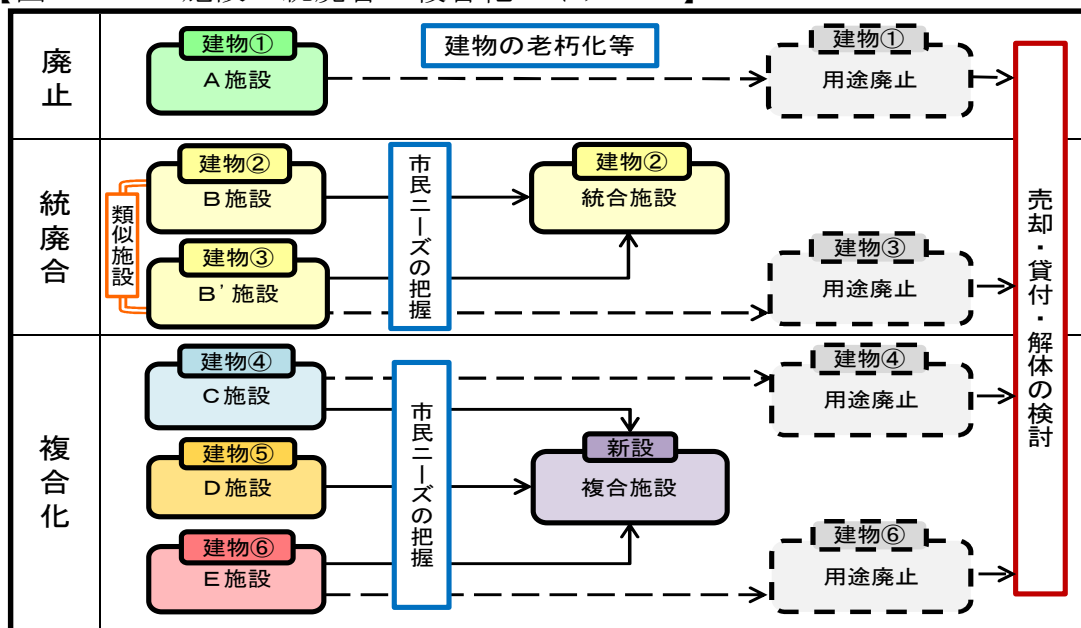 廃止
建物①
A施設
建物の老朽化等
建物①
用途廃止
統廃合
類似施設
建物②
B施設
建物③
B'施設
市民ニーズの把握
建物②
統合施設
建物③
用途廃止
複合化
建物④
C施設
建物⑤
D施設
建物⑥
E施設
市民ニーズの把握
新設
複合施設
建物④
用途廃止
建物⑥
用途廃止
売却・貸付・解体の検討